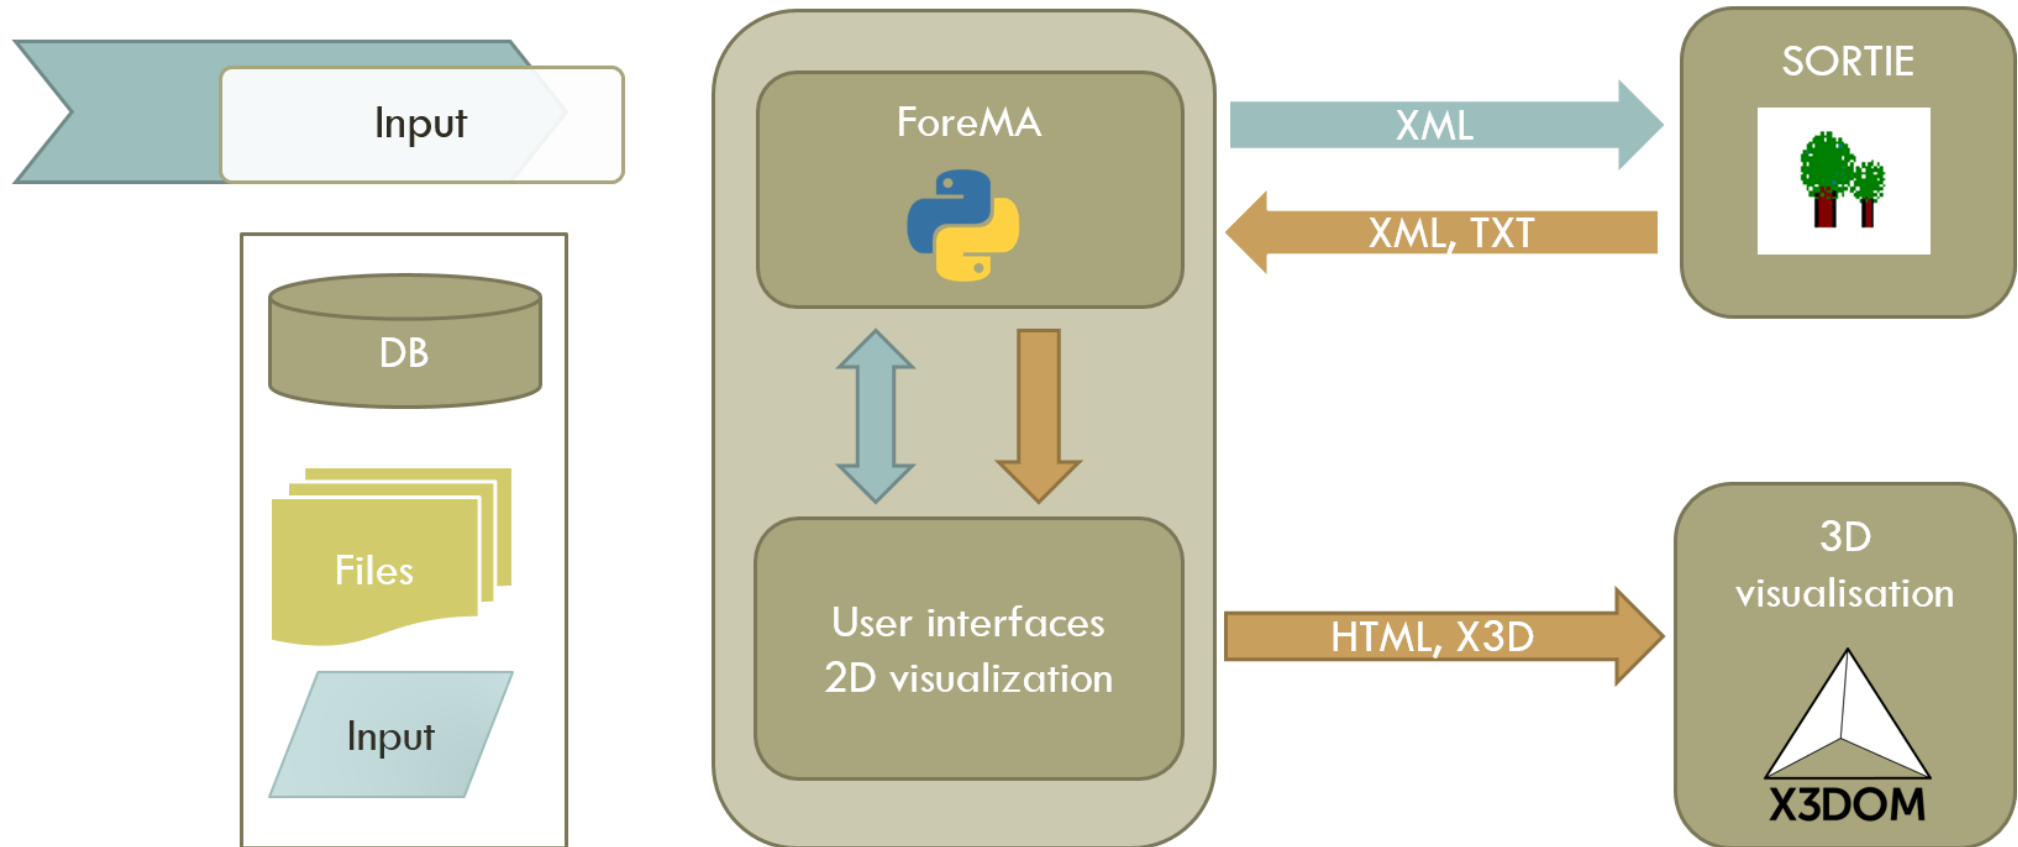 Input
DB
Files
Input
ForeMA
User interfaces
2D visualization
XML
XML, TXT
HTML, X3D
SORTIE
3D
visualisation
X3DOM